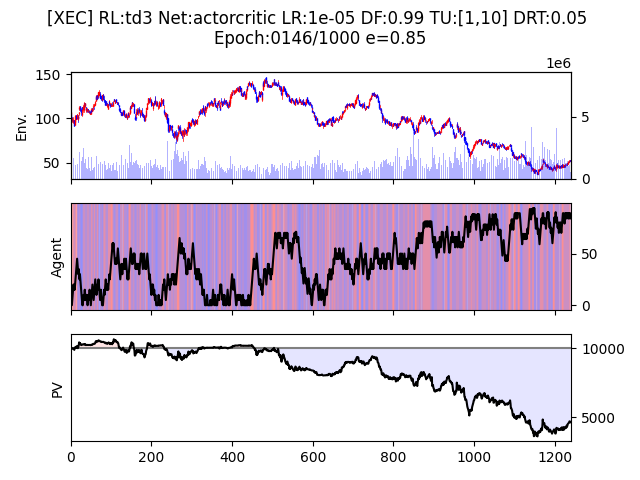 [XEC] RL:td3 Net:actorcritic LR:1e-05 DF:0.99 TU:[1,10] DRT:0.05
Epoch:0146/1000 e=0.85
1e6
150
100
50
Env.
5
0
Agent
50
0
PV
10000
5000
0 200 400 600 800 1000 1200